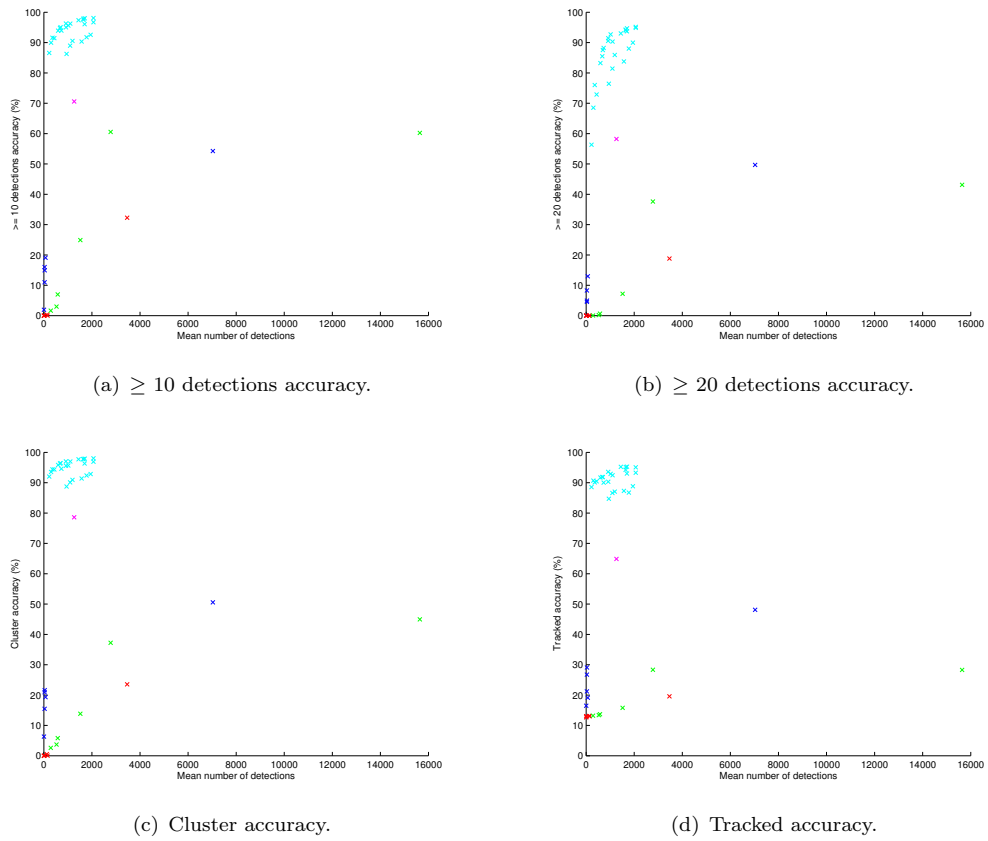 100
90
80
70
60
50
40
30
20
10
0
>= 10 detections accuracy (%)
0 2000 4000 6000 8000 10000 12000 14000 16000
Mean number of detections
(a) ≥ 10 detections accuracy.
100
90
80
70
60
50
40
30
20
10
0
>= 20 detections accuracy (%)
0 2000 4000 6000 8000 10000 12000 14000 16000
Mean number of detections
(b) ≥ 20 detections accuracy.
100
90
80
70
60
50
40
30
20
10
0
Cluster accuracy (%)
0 2000 4000 6000 8000 10000 12000 14000 16000
Mean number of detections
(c) Cluster accuracy.
100
90
80
70
60
50
40
30
20
10
0
Tracked accuracy (%)
0 2000 4000 6000 8000 10000 12000 14000 16000
Mean number of detections
(d) Tracked accuracy.